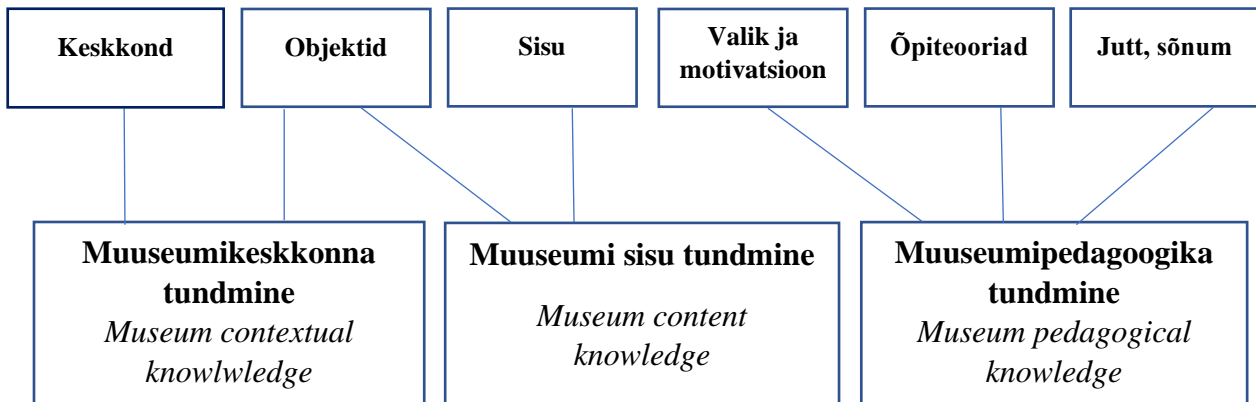 Keskkond
Objektid
Sisu
Valik ja
motivatsioon
Õpiteooriad
Jutt, sõnum
Muuseumikeskkonna
tundmine
Museum contextual
knowlwledge
Muuseumi sisu tundmine
Museum content
knowledge
Muuseumipedagoogika
tundmine
Museum pedagogical
knowledge